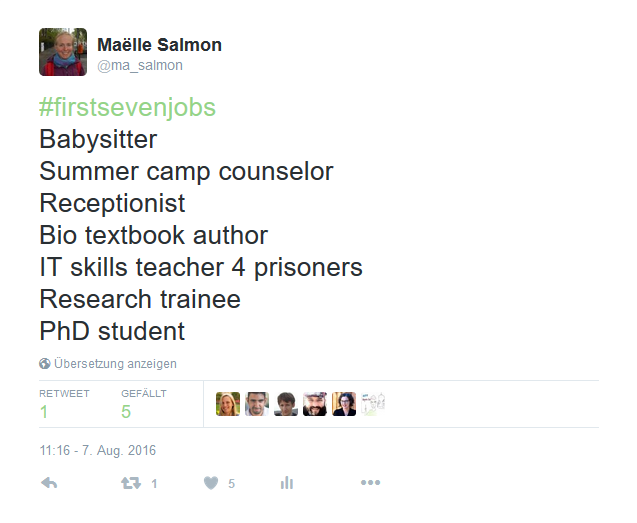 Maëlle Salmon
@ma_salmon
#firstsevenjobs
Babysitter
Summer camp counselor
Receptionist
Bio textbook author
IT skills teacher 4 prisoners
Research trainee
PhD student
Übersetzung anzeigen
RETWEET GEFÄLLT
1 5
11:16 - 7. Aug. 2016
1 5